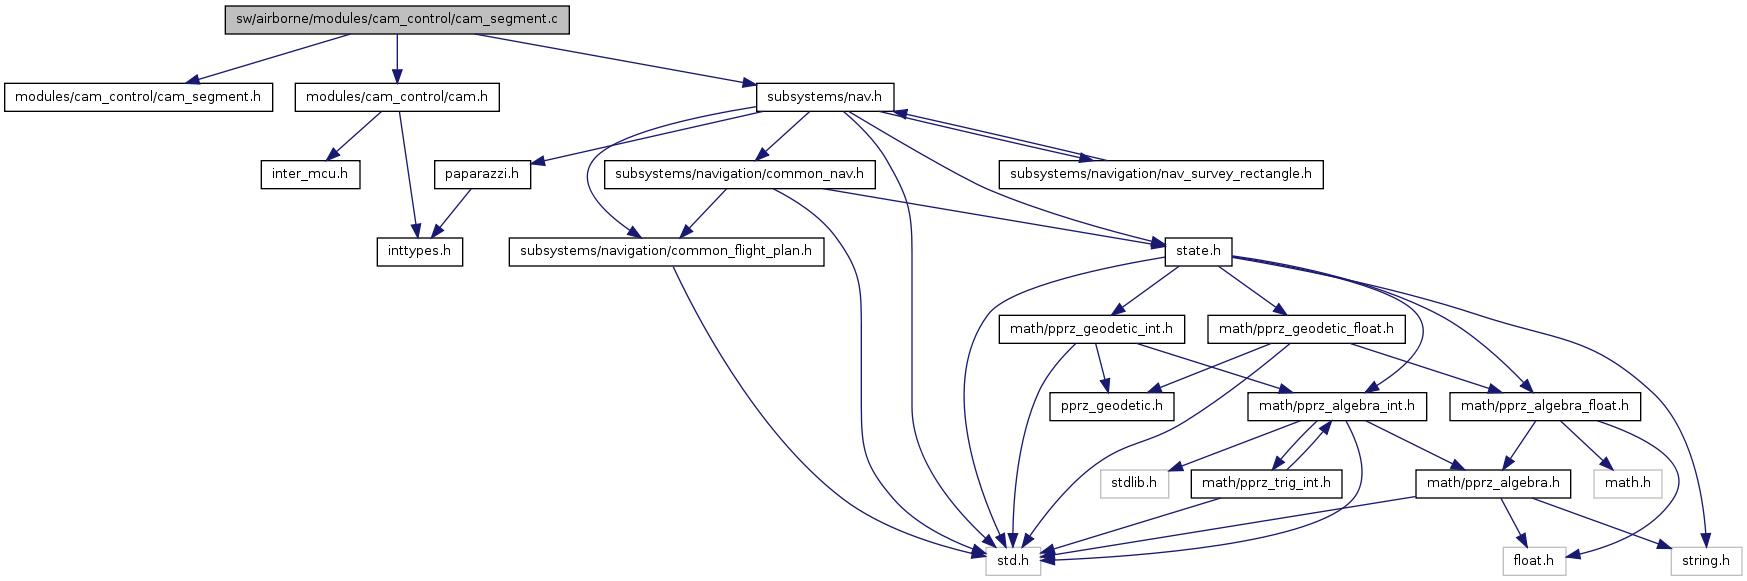 sw/airborne/modules/cam_control/cam_segment.c
modules/cam_control/cam_segment.h
modules/cam_control/cam.h
subsystems/nav.h
inter_mcu.h
paparazzi.h
subsystems/navigation/common_nav.h
subsystems/navigation/nav_survey_rectangle.h
inttypes.h
subsystems/navigation/common_flight_plan.h
state.h
math/pprz_geodetic_int.h
math/pprz_geodetic_float.h
pprz_geodetic.h
math/pprz_algebra_int.h
math/pprz_algebra_float.h
stdlib.h
math/pprz_trig_int.h
math/pprz_algebra.h
math.h
std.h
float.h
string.h